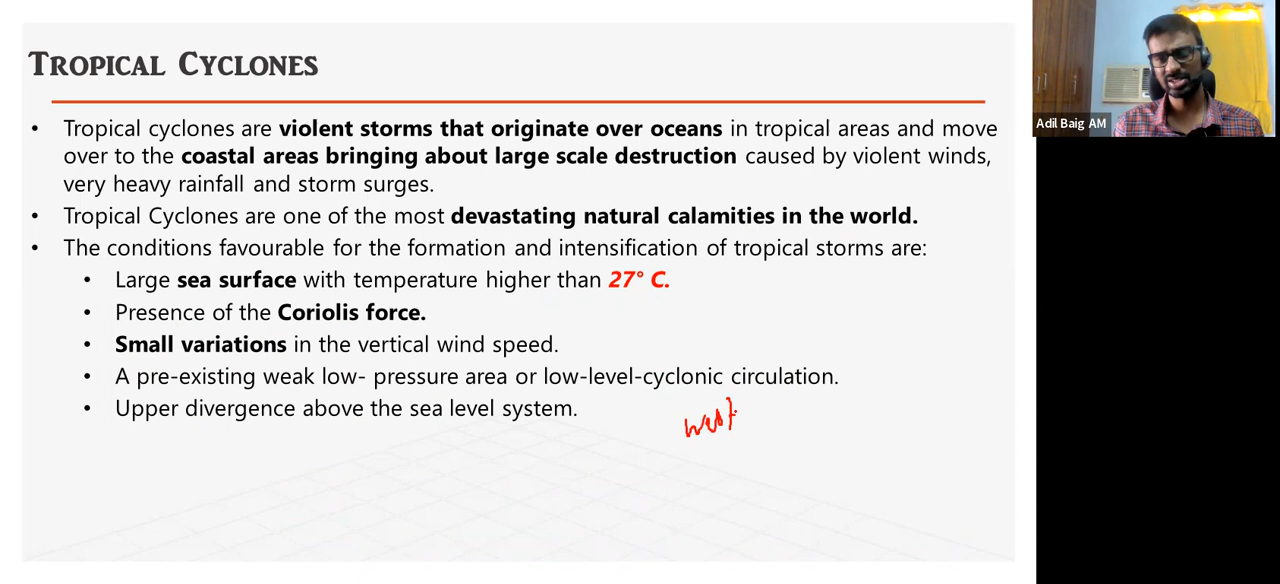 TROPICAL CYCLONES
• Tropical cyclones are violent storms that originate over oceans in tropical areas and move
over to the coastal areas bringing about large scale destruction caused by violent winds,
very heavy rainfall and storm surges.
• Tropical Cyclones are one of the most devastating natural calamities in the world.
• The conditions favourable for the formation and intensification of tropical storms are:
• Large sea surface with temperature higher than 27° C.
• Presence of the Coriolis force.
• Small variations in the vertical wind speed.
• A pre-existing weak low- pressure area or low-level-cyclonic circulation.
• Upper divergence above the sea level system.
Adil Baig AM